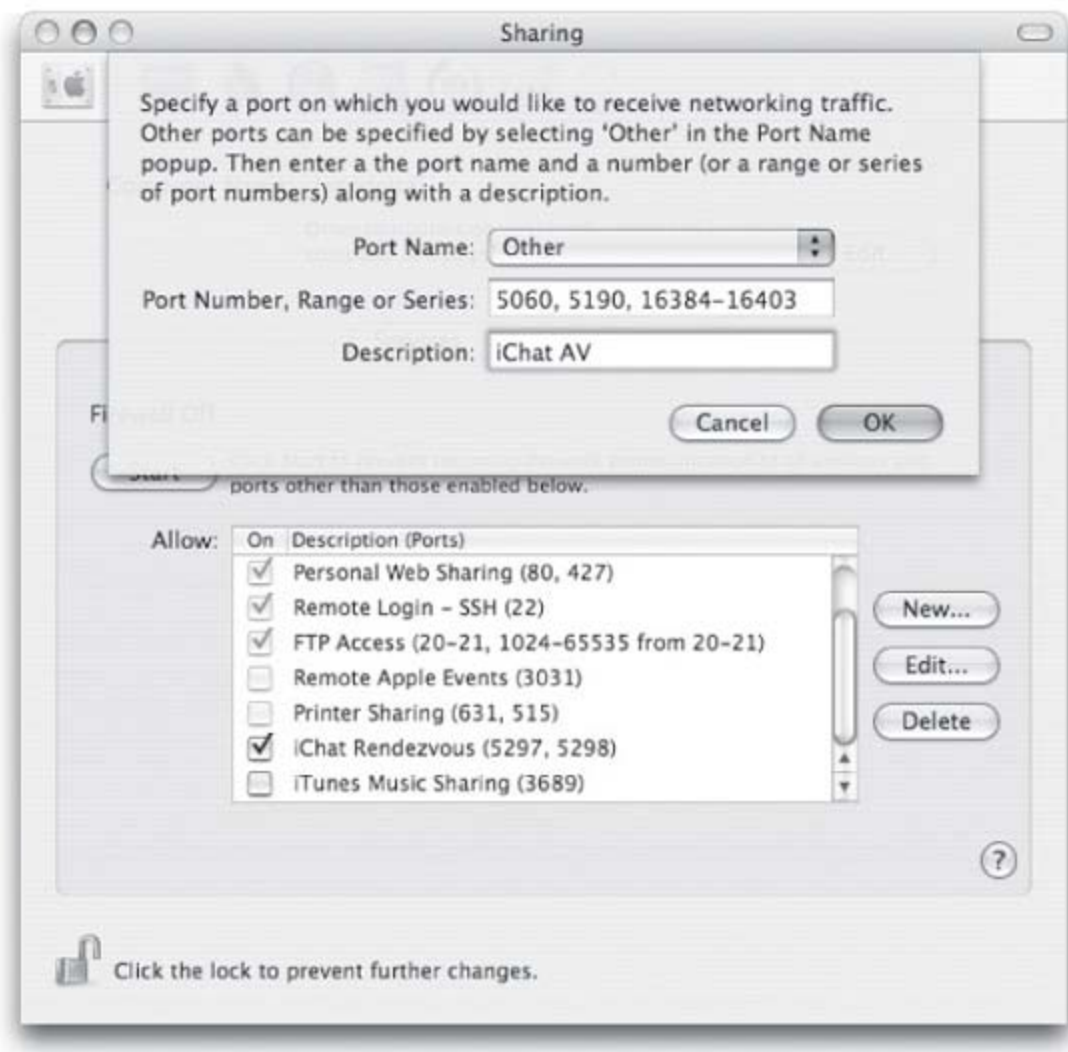 Sharing
Specify a port on which you would like to receive networking traffic.
Other ports can be specified by selecting 'Other' in the Port Name
popup. Then enter a the port name and a number (or a range or series
of port numbers) along with a description.
Port Name: Other
Port Number, Range or Series: 5060, 5190, 16384-16403
Description: iChat AV
Cancel OK
Firewall Off
Start
ports other than those enabled below.
Allow: On Description (Ports)
Personal Web Sharing (80, 427)
Remote Login – SSH (22)
FTP Access (20-21, 1024-65535 from 20-21)
Remote Apple Events (3031)
Printer Sharing (631, 515)
iChat Rendezvous (5297, 5298)
iTunes Music Sharing (3689)
New...
Edit...
Delete
?
Click the lock to prevent further changes.